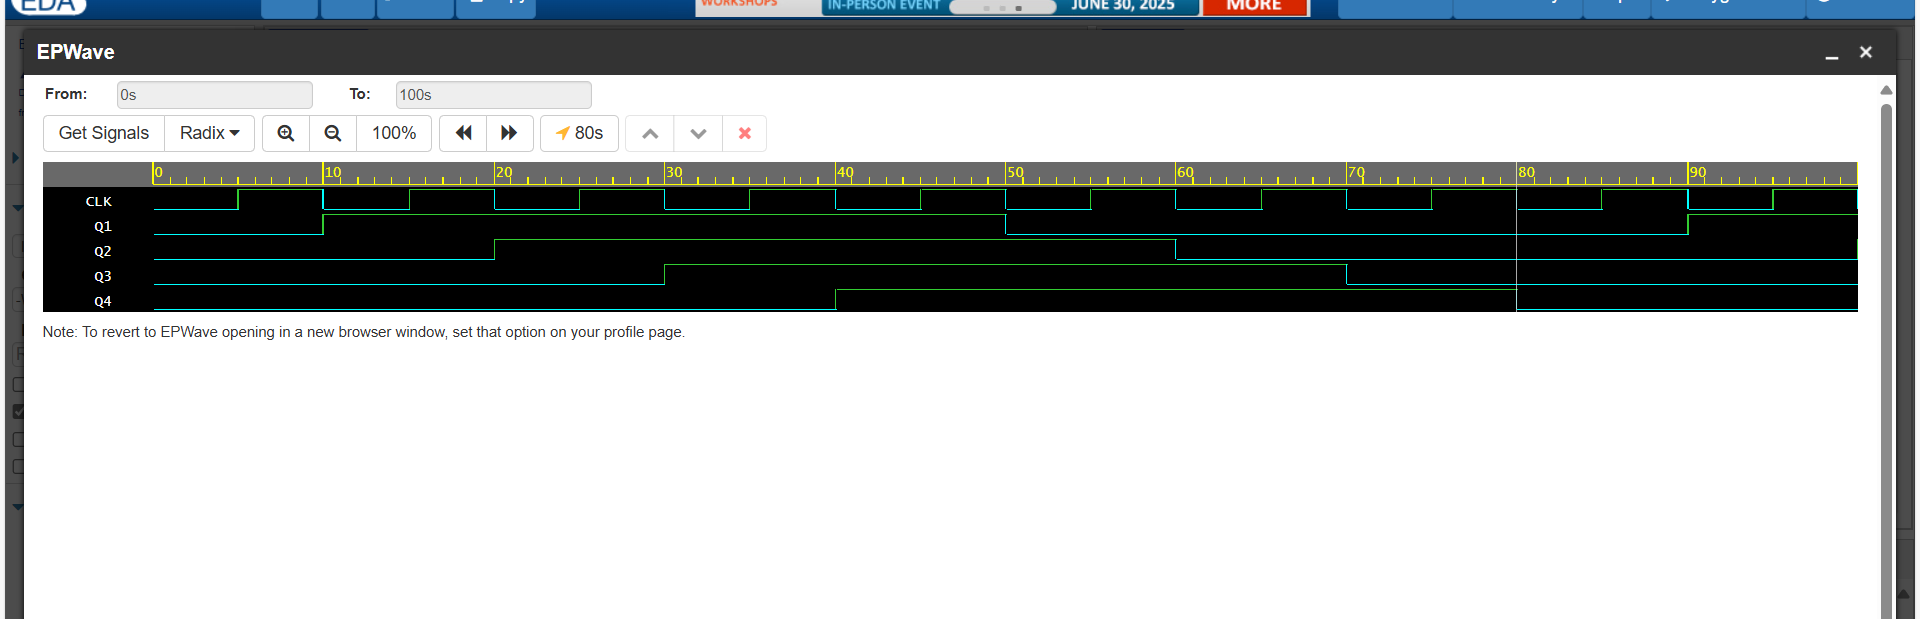 EDA
WORKSHOPS
IN-PERSON EVENT
JUNE 30, 2025
MORE
EPWave
From: 0s To: 100s
Get Signals Radix 100% 80s
0 10 20 30 40 50 60 70 80 90
CLK
Q1
Q2
Q3
Q4
Note: To revert to EPWave opening in a new browser window, set that option on your profile page.